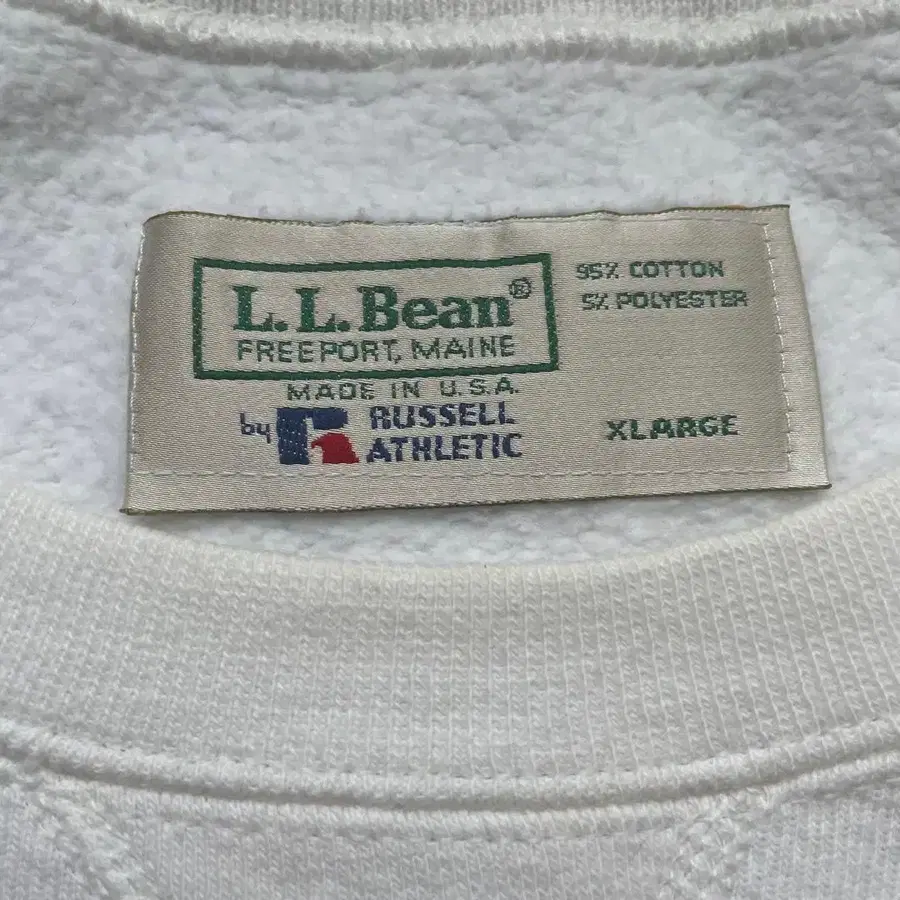 L.L.Bean®
FREEPORT, MAINE
MADE IN U.S.A.
by RUSSELL
ATHLETIC
95% COTTON
5% POLYESTER
XLARGE